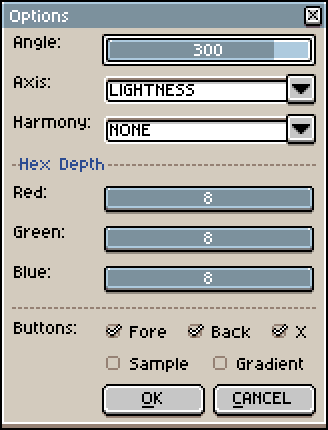 Options
Angle: 300
Axis: LIGHTNESS
Harmony: NONE
Hex Depth
Red: 8
Green: 8
Blue: 8
Buttons: Fore Back X
Sample Gradient
OK CANCEL